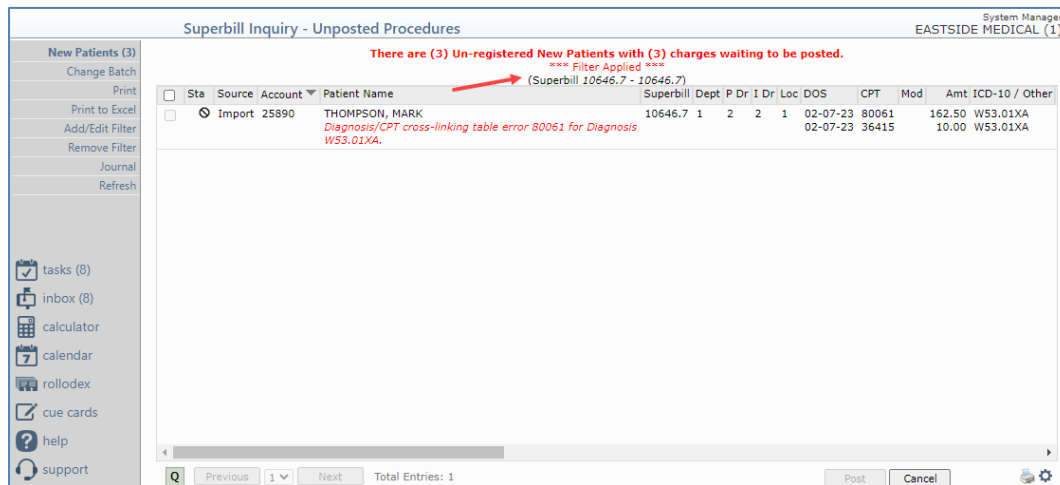 System Manage
Superbill Inquiry - Unposted Procedures
EASTSIDE MEDICAL (1)
New Patients (3)
Change Batch
Print
Print to Excel
Add/Edit Filter
Remove Filter
Journal
Refresh
tasks (8)
inbox (8)
7 calendar
calculator
rollodex
cue cards
? help
support
There are (3) Un-registered New Patients with (3) charges waiting to be posted.
*** Filter Applied ***
(Superbill 10646.7 - 10646.7)
Sta Source Account Patient Name Superbill Dept P Dr I Dr Loc DOS CPT Mod Amt ICD-10 / Other
Import 25890 THOMPSON, MARK 10646.7 1 2 2 1 02-07-23 80061 162.50 W53.01XA
Diagnosis/CPT cross-linking table error 80061 for Diagnosis 02-07-23 36415 10.00 W53.01XA
W53.01XA.
Q Previous 1 Next Total Entries: 1 Post Cancel